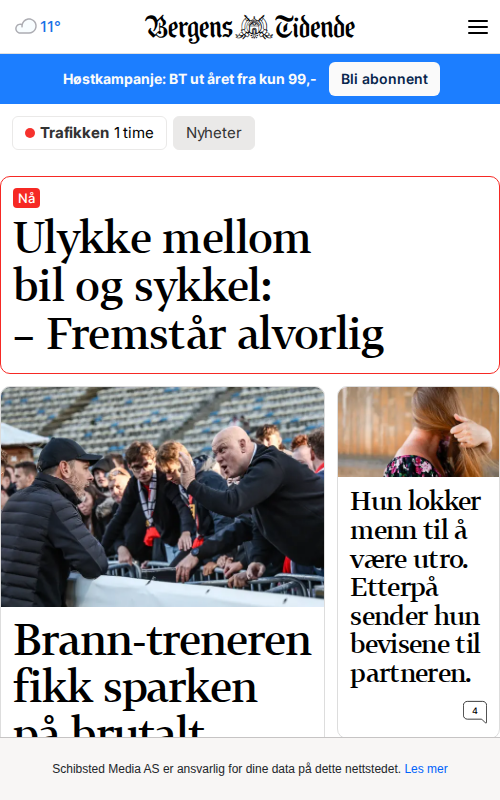 11°
Bergens Tidende
Høstkampanje: BT ut året fra kun 99,-
Bli abonnent
Trafikken 1 time
Nyheter
Nå
Ulykke mellom
bil og sykkel:
– Fremstår alvorlig
Brann-treneren
fikk sparken
på brutalt
Hun lokker
menn til å
være utro.
Etterpå
sender hun
bevisene til
partneren.
4
Schibsted Media AS er ansvarlig for dine data på dette nettstedet. Les mer